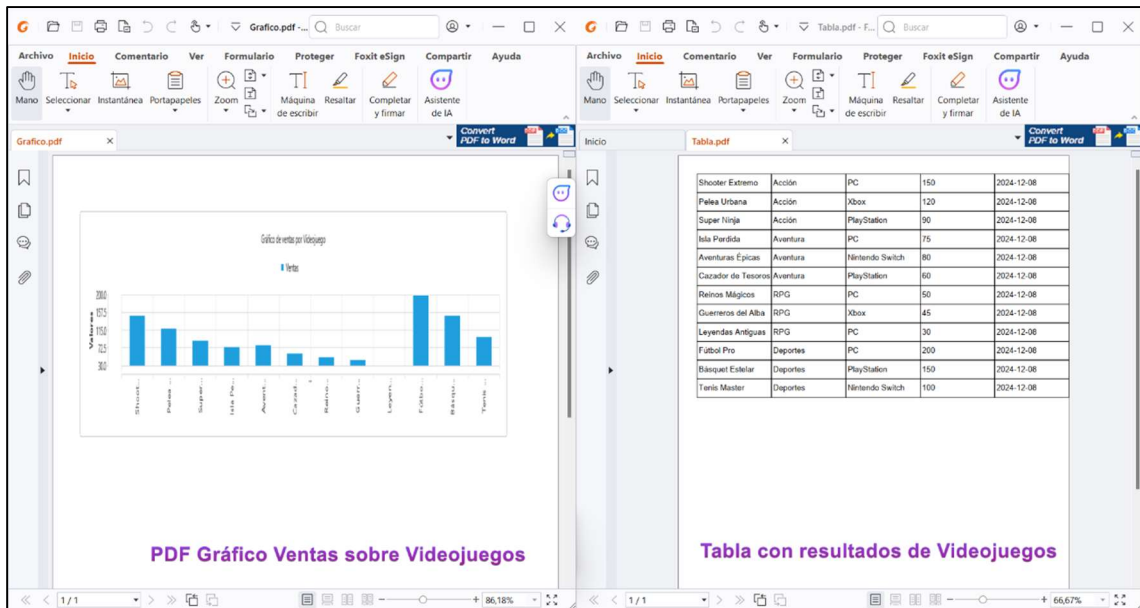 Grafico.pdf -...
Buscar
Archivo Inicio Comentario Ver Formulario Proteger Foxit eSign Compartir Ayuda
Mano Seleccionar Instantánea Portapapeles Zoom Máquina de escribir Resaltar Completar y firmar Asistente de IA
Grafico.pdf
Convert
PDF to Word
Gráfico de ventas por Videojuego
Ventas
Valores
200.0
157.5
115.0
72.5
30.0
Shoot...
Pelea ...
Super...
Isla Pe...
Avent...
Cazad...
Reino...
Guerr...
Leyen...
Fútbo...
Básqu...
Tenis ...
PDF Gráfico Ventas sobre Videojuegos
1/1
86,18%
Tabla.pdf - F...
Buscar
Archivo Inicio Comentario Ver Formulario Proteger Foxit eSign Compartir Ayuda
Mano Seleccionar Instantánea Portapapeles Zoom Máquina de escribir Resaltar Completar y firmar Asistente de IA
Inicio Tabla.pdf
Convert
PDF to Word
Shooter Extremo Acción PC 150 2024-12-08
Pelea Urbana Acción Xbox 120 2024-12-08
Super Ninja Acción PlayStation 90 2024-12-08
Isla Perdida Aventura PC 75 2024-12-08
Aventuras Épicas Aventura Nintendo Switch 80 2024-12-08
Cazador de Tesoros Aventura PlayStation 60 2024-12-08
Reinos Mágicos RPG PC 50 2024-12-08
Guerreros del Alba RPG Xbox 45 2024-12-08
Leyendas Antiguas RPG PC 30 2024-12-08
Fútbol Pro Deportes PC 200 2024-12-08
Básquet Estelar Deportes PlayStation 150 2024-12-08
Tenis Master Deportes Nintendo Switch 100 2024-12-08
Tabla con resultados de Videojuegos
1/1
66,67%